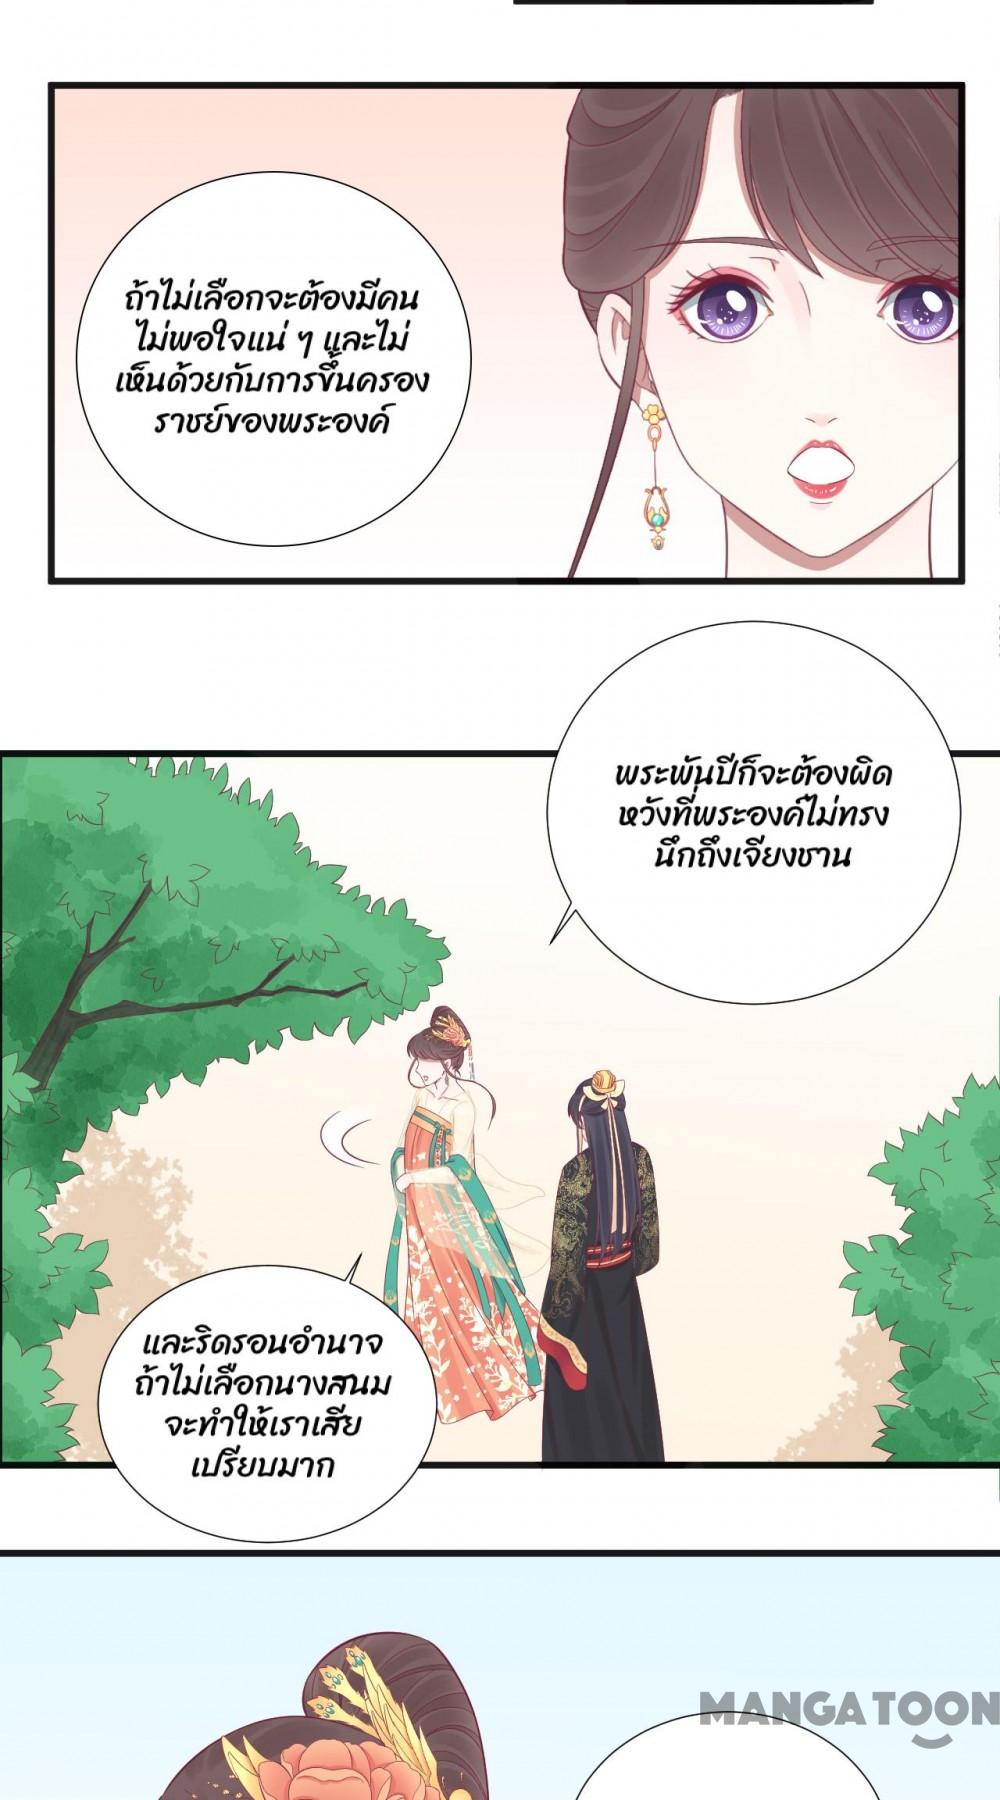 ถ้าไม่เลือกจะต้องมีคน
ไม่พอใจแน่ ๆ และไม่
เห็นด้วยกับการขึ้นครอง
ราชย์ของพระองค์
พระพันปีก็จะต้องผิด
หวังที่พระองค์ไม่ทรง
นึกถึงเจียงชาน
และริดรอนอำนาจ
ถ้าไม่เลือกนางสนม
จะทำให้เราเสีย
เปรียบมาก
MANGATOON